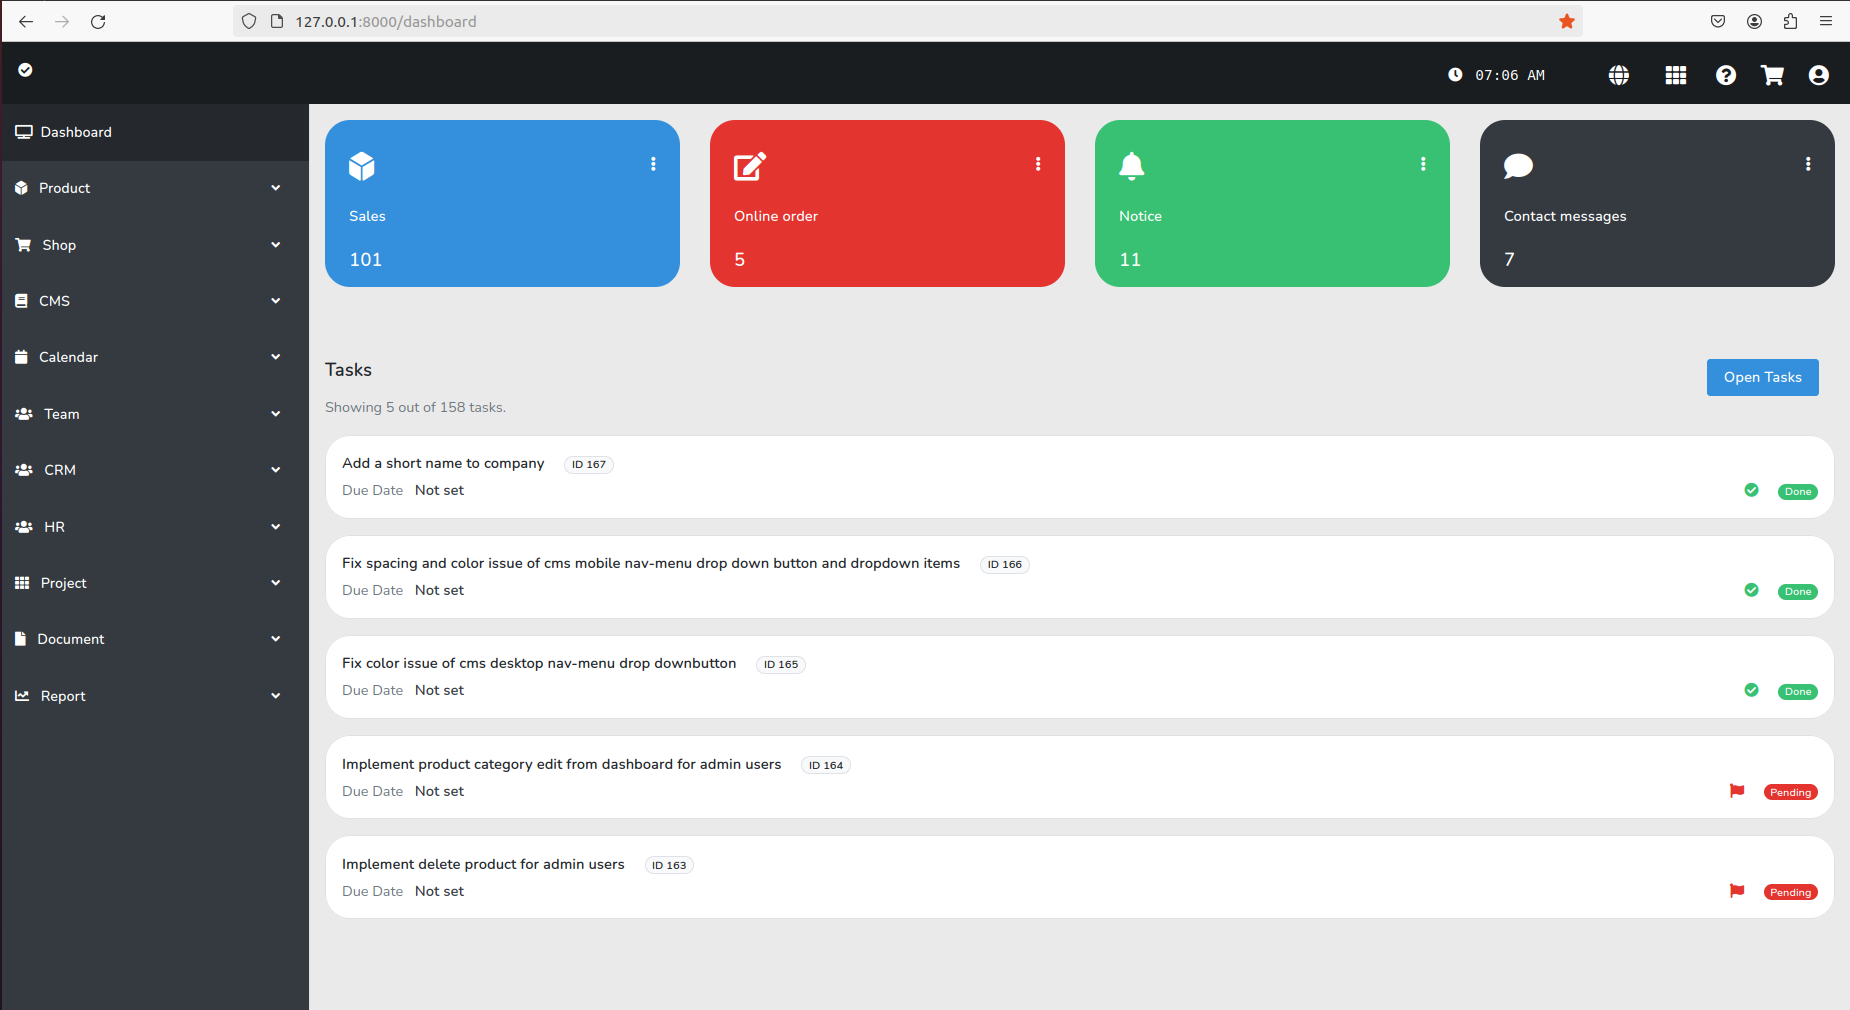 127.0.0.1:8000/dashboard
07:06 AM
Dashboard
Product
Shop
CMS
Calendar
Team
CRM
HR
Project
Document
Report
Sales
101
Online order
5
Notice
11
Contact messages
7
Tasks
Open Tasks
Showing 5 out of 158 tasks.
Add a short name to company ID 167
Due Date Not set Done
Fix spacing and color issue of cms mobile nav-menu drop down button and dropdown items ID 166
Due Date Not set Done
Fix color issue of cms desktop nav-menu drop downbutton ID 165
Due Date Not set Done
Implement product category edit from dashboard for admin users ID 164
Due Date Not set Pending
Implement delete product for admin users ID 163
Due Date Not set Pending